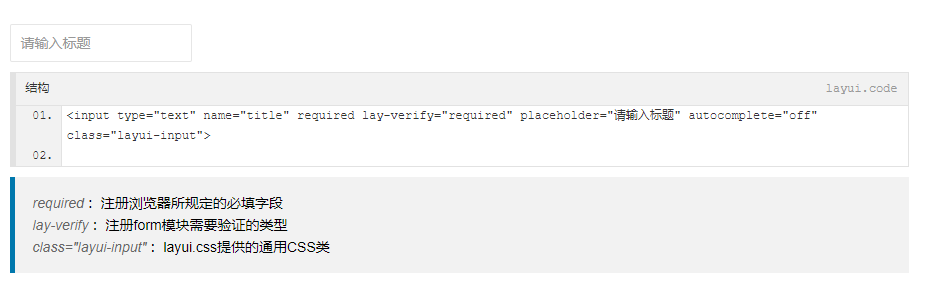 请输入标题
结构 layui.code
01. <input type="text" name="title" required lay-verify="required" placeholder="请输入标题" autocomplete="off"
class="layui-input">
02.
required：注册浏览器所规定的必填字段
lay-verify：注册form模块需要验证的类型
class="layui-input"：layui.css提供的通用CSS类